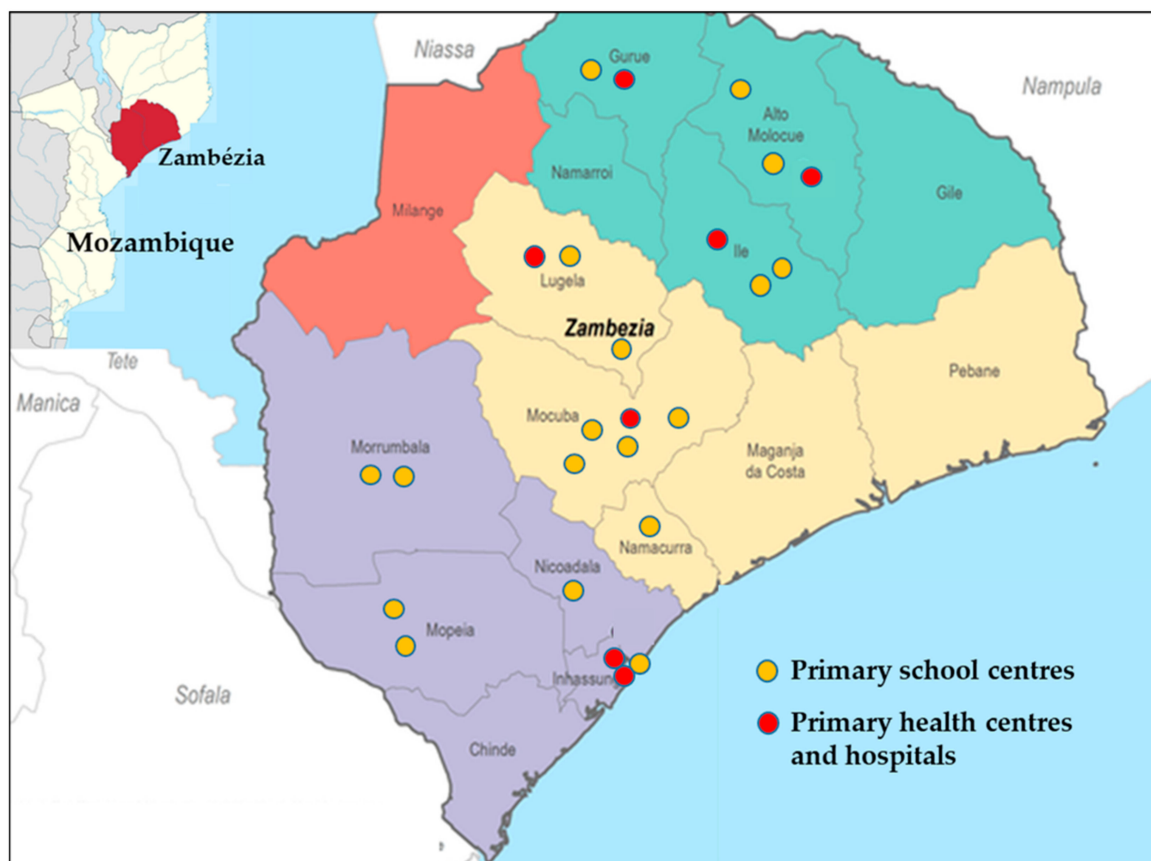 Niassa
Gurue
Nampula
Alto
Molocue
Zambézia
Namarroi
Gile
Milange
Mozambique
Ile
Lugela
Zambezia
Tete
Pebane
Manica
Mocuba
Morrumbala
Maganja
da Costa
Namacurra
Nicoadala
Mopeia
Primary school centres
Inhassung
Sofala
Primary health centres
and hospitals
Chinde